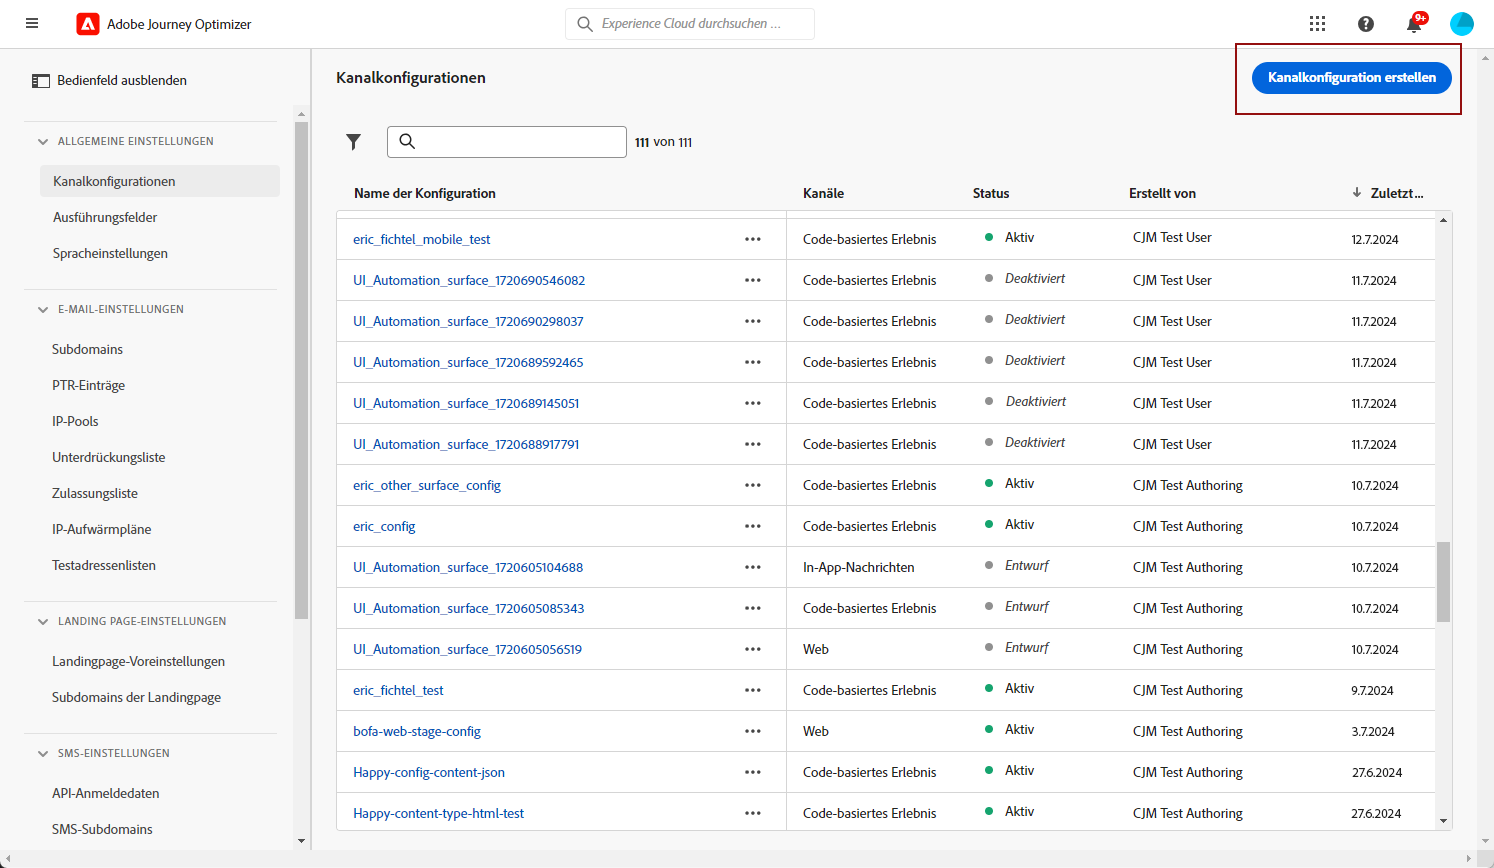 Adobe Journey Optimizer
Experience Cloud durchsuchen ...
9+
Bedienfeld ausblenden
ALLGEMEINE EINSTELLUNGEN
Kanalkonfigurationen
Ausführungsfelder
Spracheinstellungen
E-MAIL-EINSTELLUNGEN
Subdomains
PTR-Einträge
IP-Pools
Unterdrückungsliste
Zulassungsliste
IP-Aufwärmpläne
Testadressenlisten
LANDING PAGE-EINSTELLUNGEN
Landingpage-Voreinstellungen
Subdomains der Landingpage
SMS-EINSTELLUNGEN
API-Anmeldedaten
SMS-Subdomains
Kanalkonfigurationen
Kanalkonfiguration erstellen
111 von 111
Name der Konfiguration Kanäle Status Erstellt von Zuletzt ...
eric_fichtel_mobile_test Code-basiertes Erlebnis Aktiv CJM Test User 12.7.2024
UI_Automation_surface_1720690546082 Code-basiertes Erlebnis Deaktiviert CJM Test User 11.7.2024
UI_Automation_surface_1720690298037 Code-basiertes Erlebnis Deaktiviert CJM Test User 11.7.2024
UI_Automation_surface_1720689592465 Code-basiertes Erlebnis Deaktiviert CJM Test User 11.7.2024
UI_Automation_surface_1720689145051 Code-basiertes Erlebnis Deaktiviert CJM Test User 11.7.2024
UI_Automation_surface_1720688917791 Code-basiertes Erlebnis Deaktiviert CJM Test User 11.7.2024
eric_other_surface_config Code-basiertes Erlebnis Aktiv CJM Test Authoring 10.7.2024
eric_config Code-basiertes Erlebnis Aktiv CJM Test Authoring 10.7.2024
UI_Automation_surface_1720605104688 In-App-Nachrichten Entwurf CJM Test Authoring 10.7.2024
UI_Automation_surface_1720605085343 Code-basiertes Erlebnis Entwurf CJM Test Authoring 10.7.2024
UI_Automation_surface_1720605056519 Web Entwurf CJM Test Authoring 10.7.2024
eric_fichtel_test Code-basiertes Erlebnis Aktiv CJM Test Authoring 9.7.2024
bofa-web-stage-config Web Aktiv CJM Test Authoring 3.7.2024
Happy-config-content-json Code-basiertes Erlebnis Aktiv CJM Test Authoring 27.6.2024
Happy-content-type-html-test Code-basiertes Erlebnis Aktiv CJM Test Authoring 27.6.2024